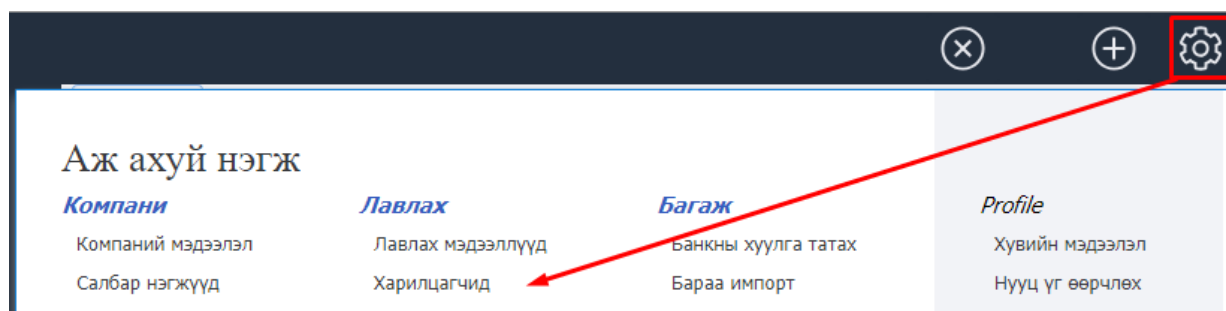 Аж ахуй нэгж
Компани Лавлах Багаж Profile
Компаний мэдээлэл Лавлах мэдээллүүд Банкны хуулга татах Хувийн мэдээлэл
Салбар нэгжүүд Харилцагчид Бараа импорт Нууц үг өөрчлөх